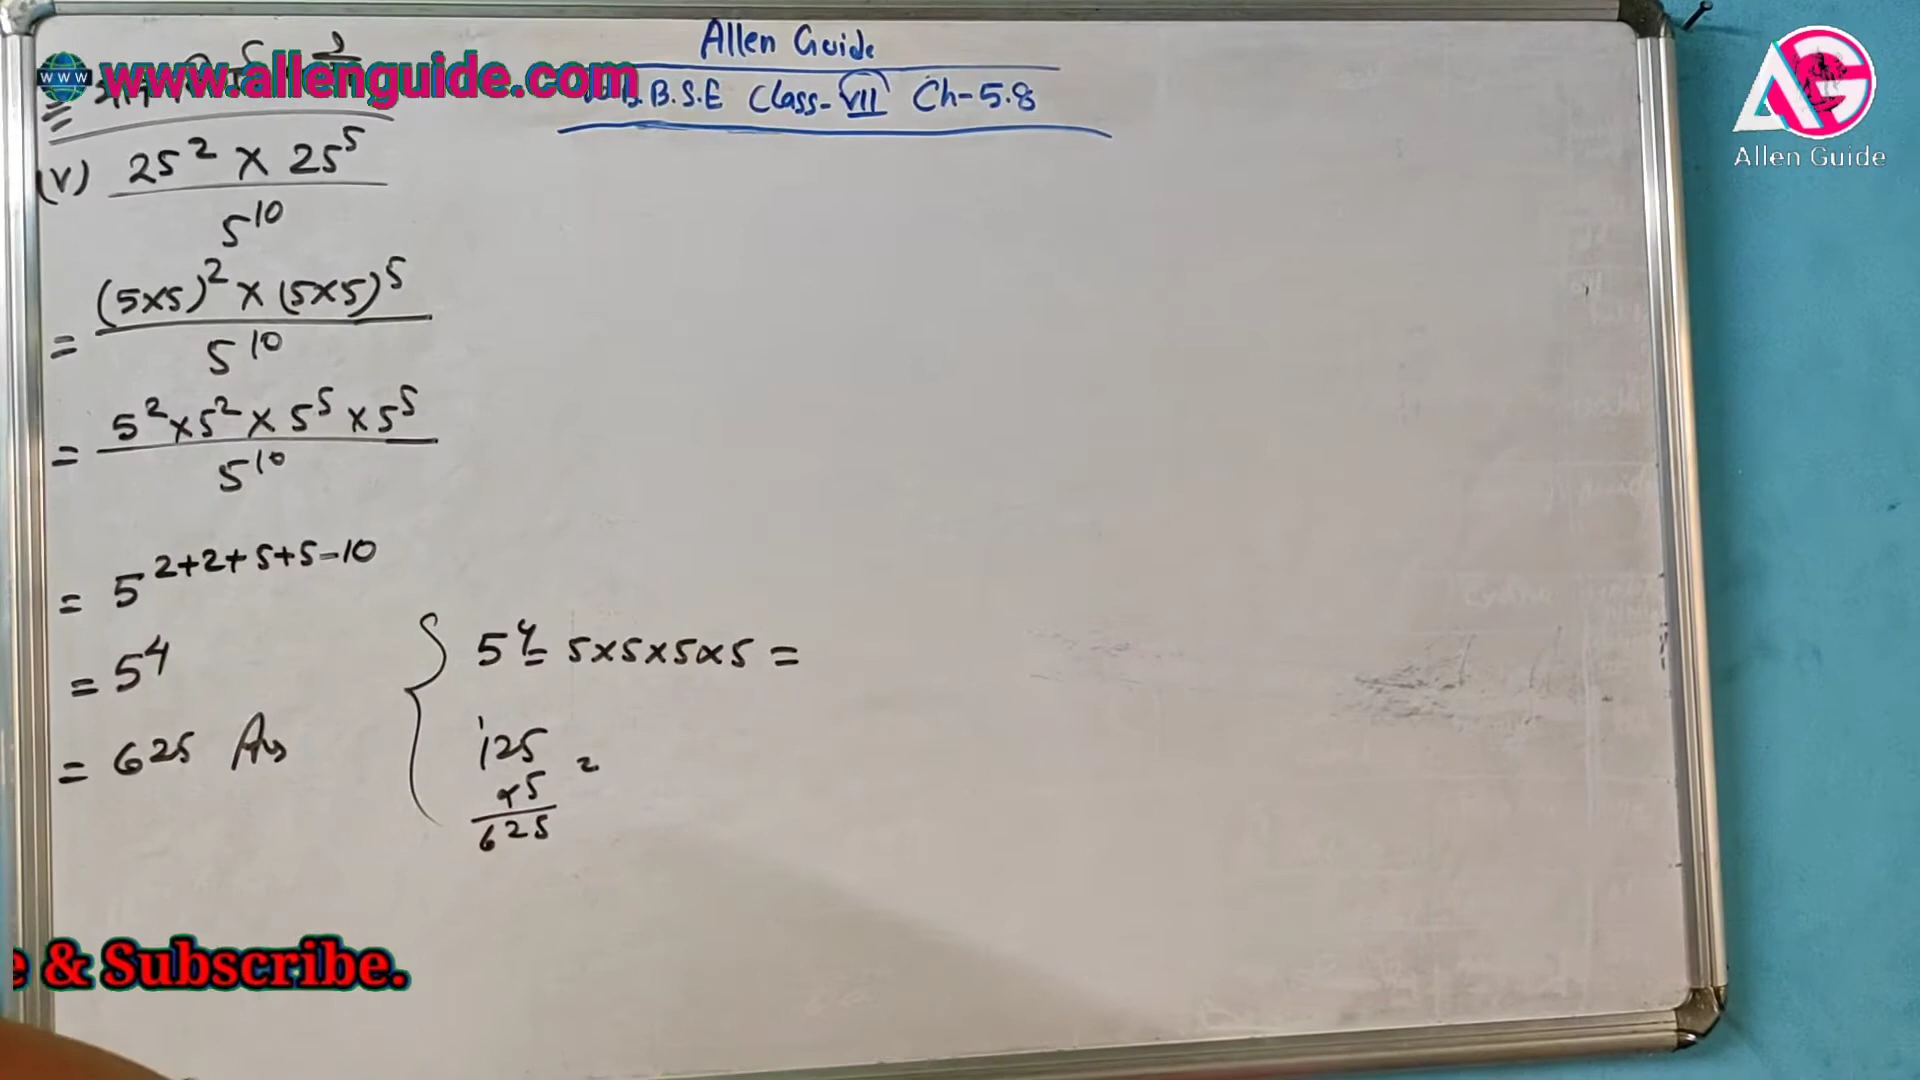 Allen Guide
B.B.S.E Class-VII Ch-5.8
www.allenguide.com
Allen Guide
(v) 25² × 25⁵
5¹⁰
= (5×5)² × (5×5)⁵
5¹⁰
= 5² × 5² × 5⁵ × 5⁵
5¹⁰
= 5²⁺²⁺⁵⁺⁵⁻¹⁰
= 5⁴
= 625 Ans
5⁴ = 5×5×5×5 =
1
125
×5
625
& Subscribe.